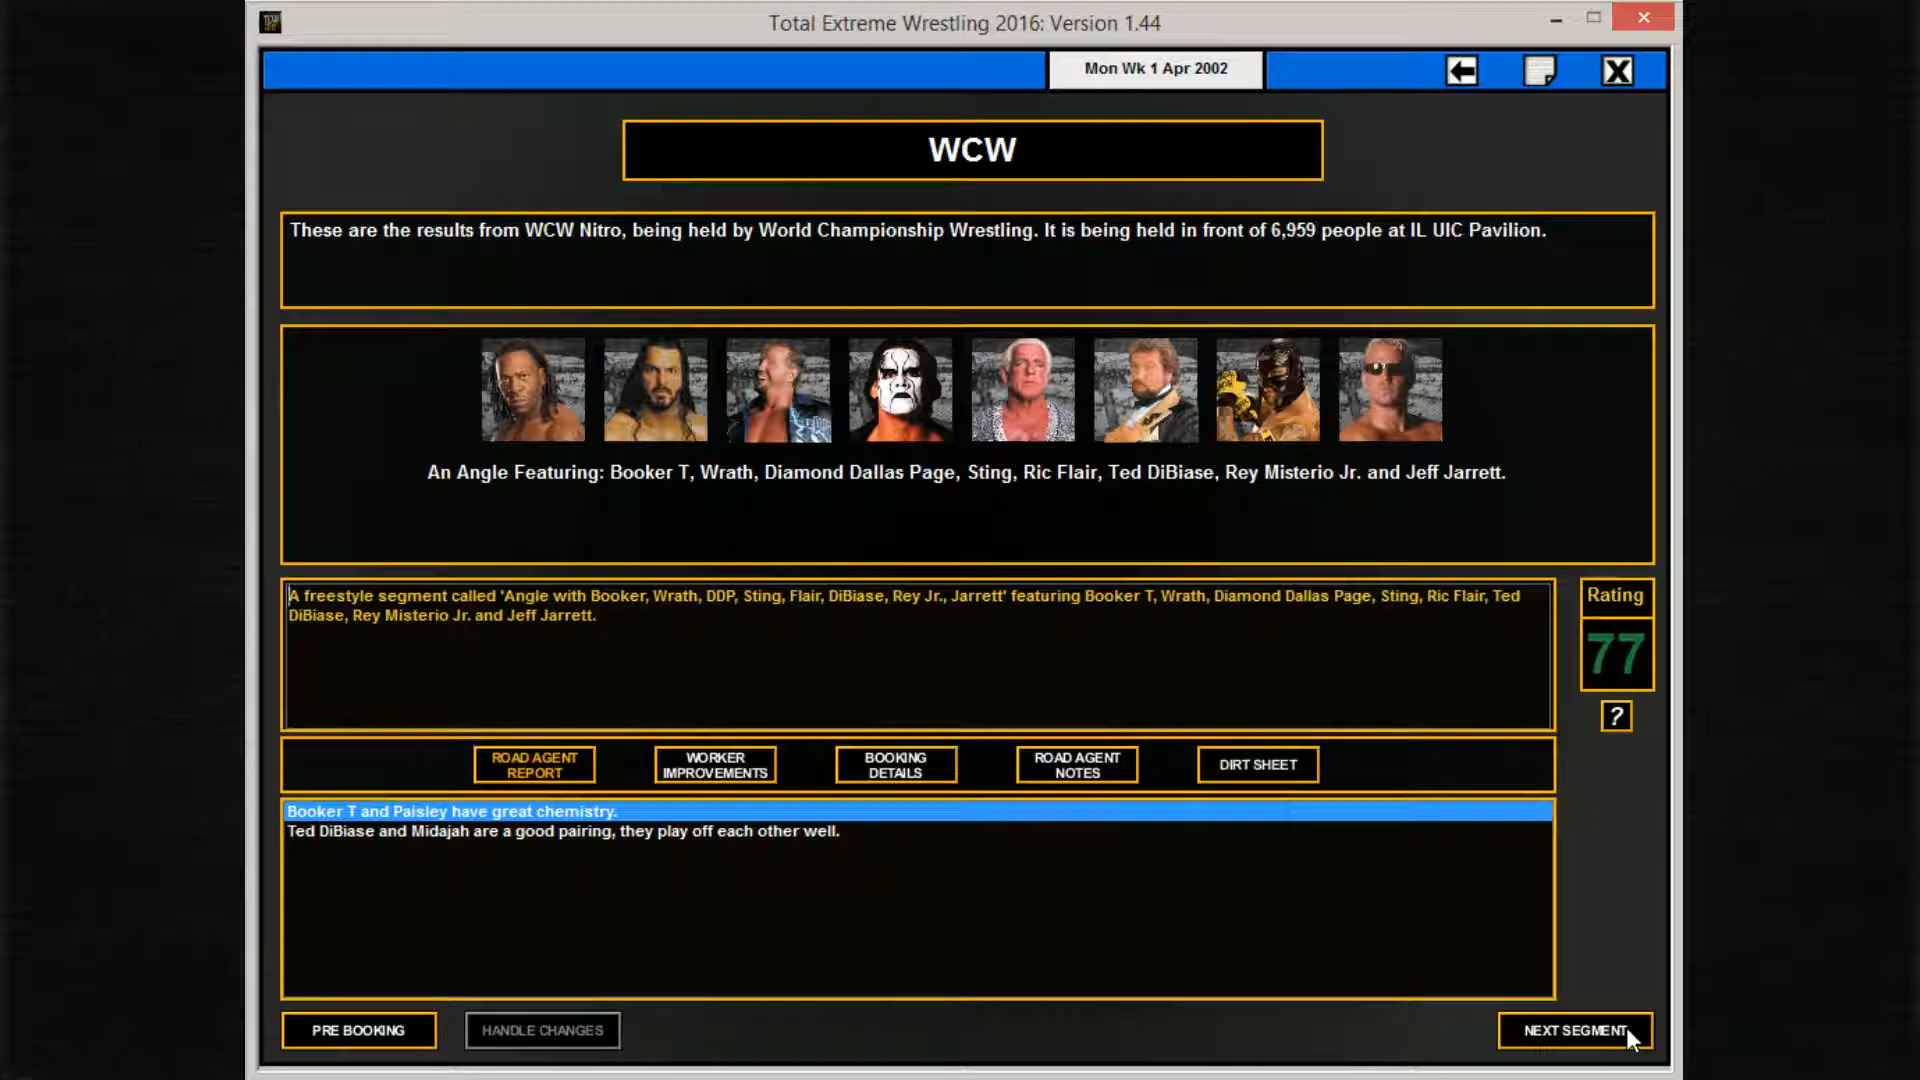 Total Extreme Wrestling 2016: Version 1.44
Mon Wk 1 Apr 2002
WCW
These are the results from WCW Nitro, being held by World Championship Wrestling. It is being held in front of 6,959 people at IL UIC Pavilion.
An Angle Featuring: Booker T, Wrath, Diamond Dallas Page, Sting, Ric Flair, Ted DiBiase, Rey Misterio Jr. and Jeff Jarrett.
A freestyle segment called 'Angle with Booker, Wrath, DDP, Sting, Flair, DiBiase, Rey Jr., Jarrett' featuring Booker T, Wrath, Diamond Dallas Page, Sting, Ric Flair, Ted
DiBiase, Rey Misterio Jr. and Jeff Jarrett.
Rating
77
?
ROAD AGENT
REPORT
WORKER
IMPROVEMENTS
BOOKING
DETAILS
ROAD AGENT
NOTES
DIRT SHEET
Booker T and Paisley have great chemistry.
Ted DiBiase and Midajah are a good pairing, they play off each other well.
PRE BOOKING
HANDLE CHANGES
NEXT SEGMENT